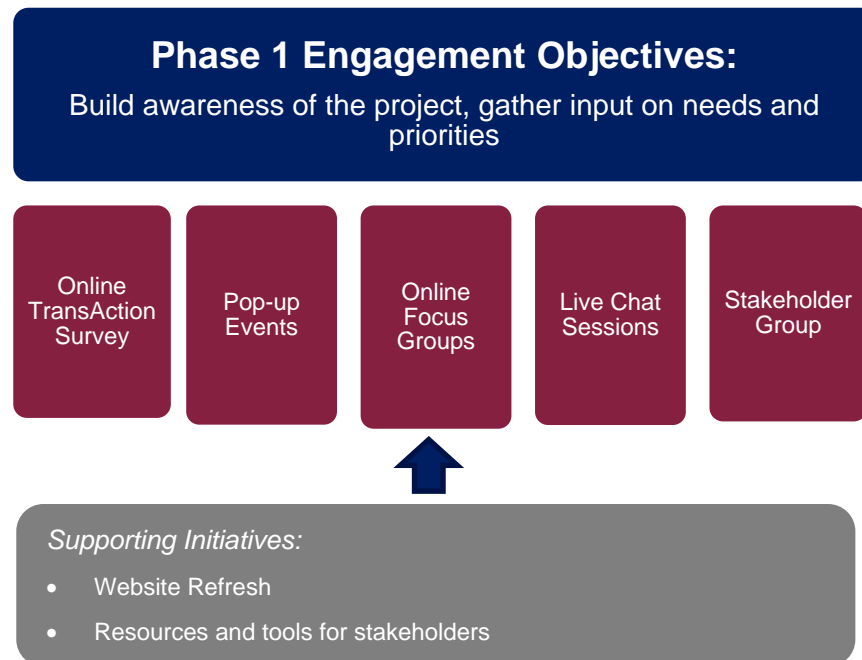 Phase 1 Engagement Objectives:
Build awareness of the project, gather input on needs and
priorities
Online
TransAction
Survey
Pop-up
Events
Online
Focus
Groups
Live Chat
Sessions
Stakeholder
Group
Supporting Initiatives:
• Website Refresh
• Resources and tools for stakeholders